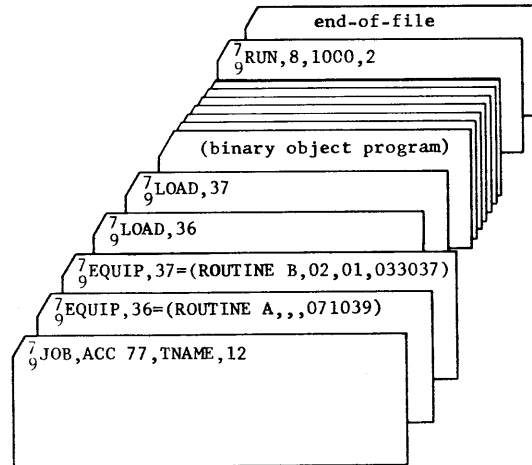 end-of-file
7
9RUN,8,1000,2
(binary object program)
7
9LOAD,37
7
9LOAD,36
7
9EQUIP,37=(ROUTINE B,02,01,033037)
7
9EQUIP,36=(ROUTINE A,,,071039)
7
9JOB,ACC 77,TNAME,12